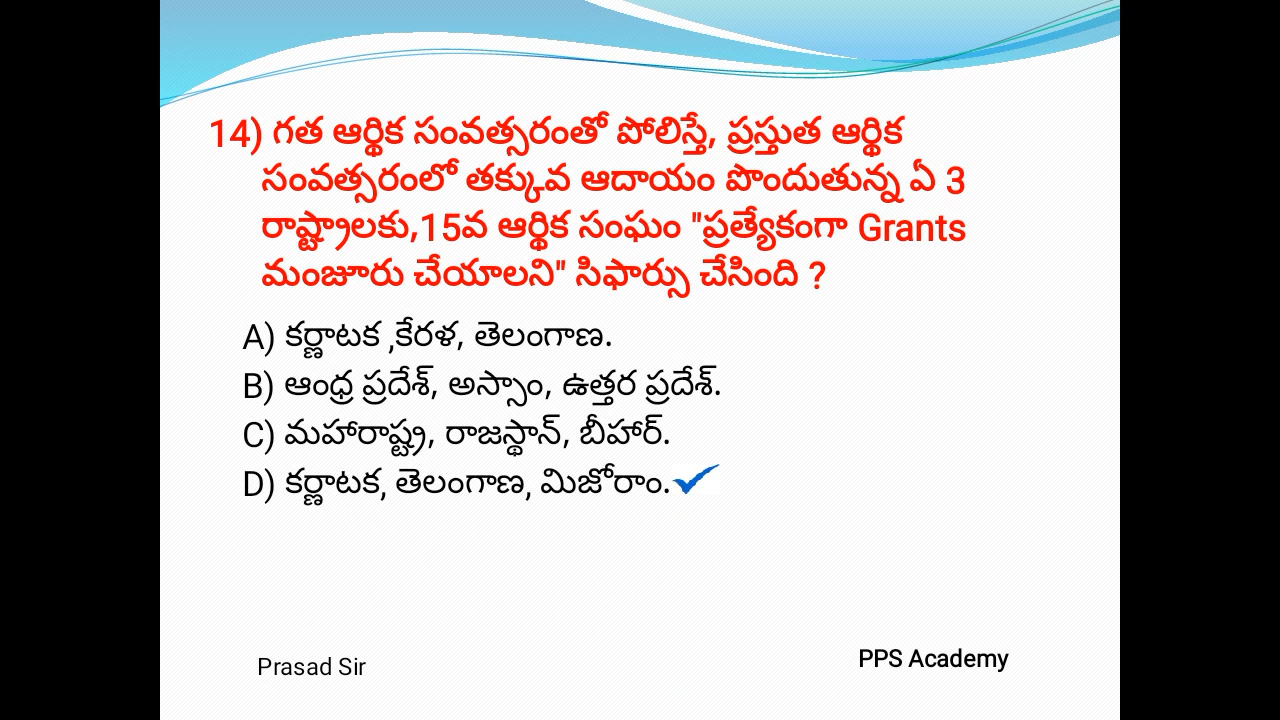 14) గత ఆర్థిక సంవత్సరంతో పోలిస్తే, ప్రస్తుత ఆర్థిక
సంవత్సరంలో తక్కువ ఆదాయం పొందుతున్న ఏ 3
రాష్ట్రాలకు,15వ ఆర్థిక సంఘం "ప్రత్యేకంగా Grants
మంజూరు చేయాలని" సిఫార్సు చేసింది ?
A) కర్ణాటక ,కేరళ, తెలంగాణ.
B) ఆంధ్ర ప్రదేశ్, అస్సాం, ఉత్తర ప్రదేశ్.
C) మహారాష్ట్ర, రాజస్థాన్, బీహార్.
D) కర్ణాటక, తెలంగాణ, మిజోరాం.
Prasad Sir
PPS Academy